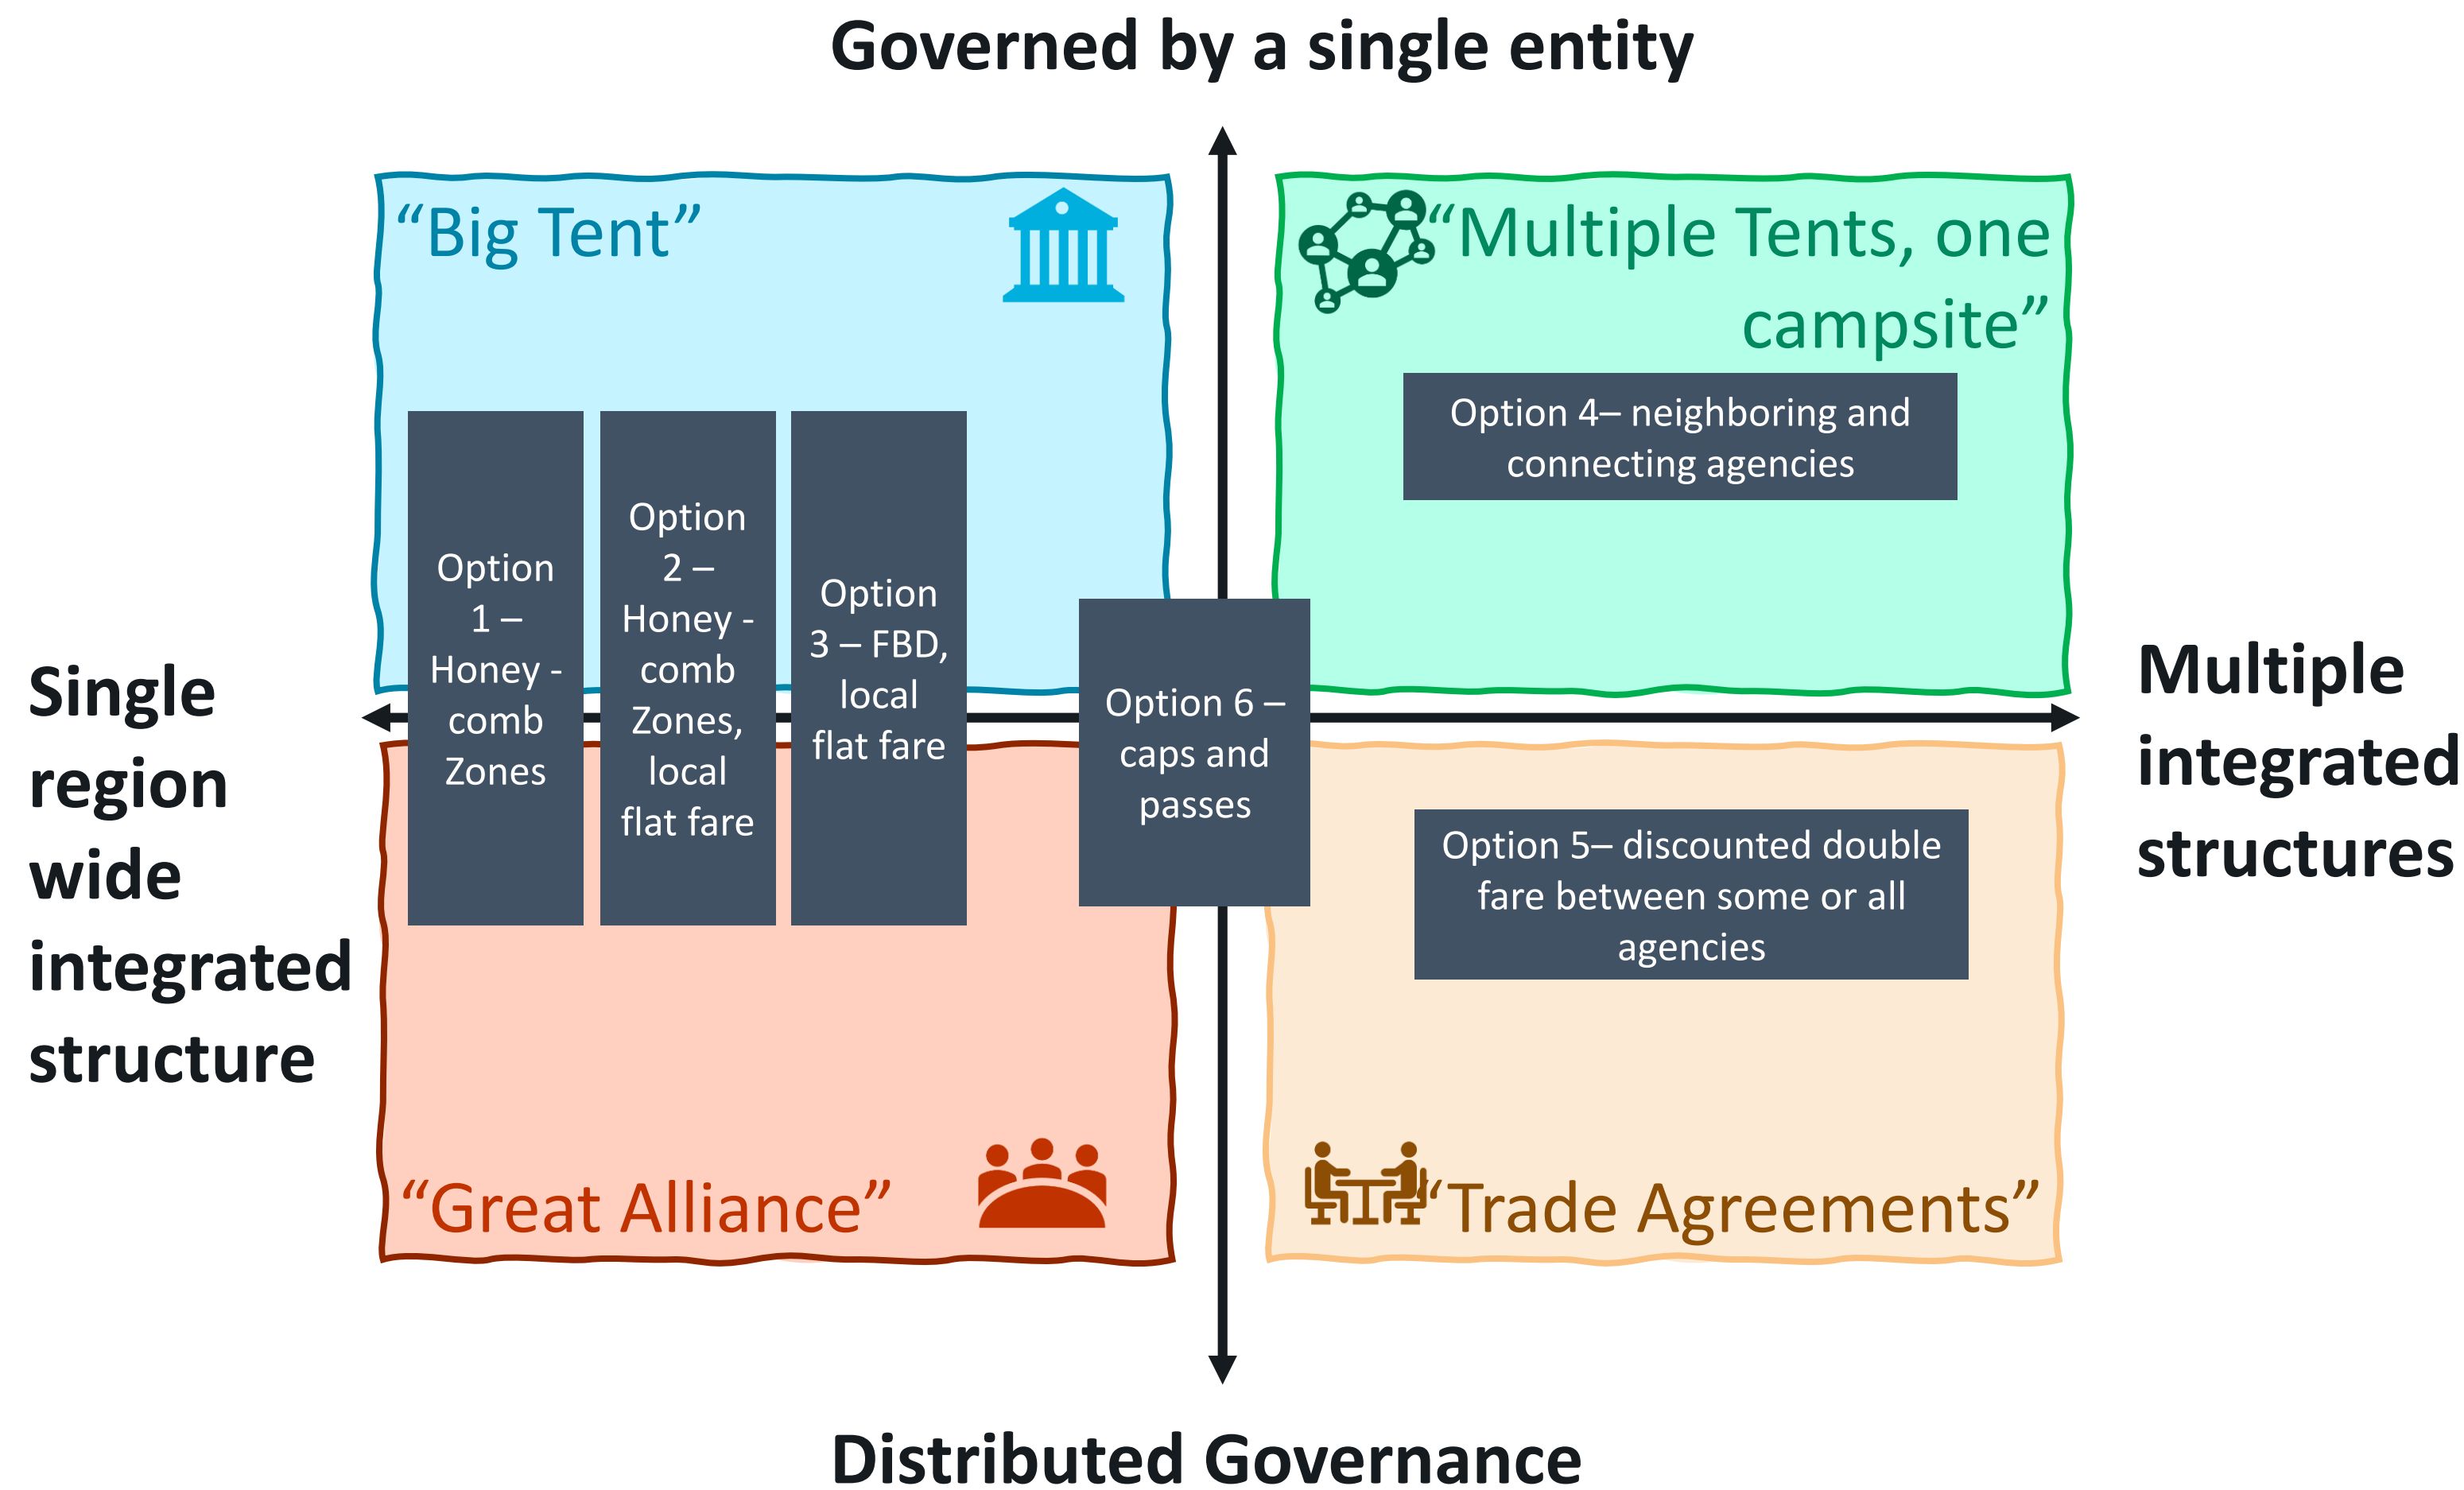 Governed by a single entity
“Big Tent”
“Multiple Tents, one
campsite”
Option 4– neighboring and
connecting agencies
Option
1 –
Honey -
comb
Zones
Option
2 –
Honey -
comb
Zones,
local
flat fare
Option
3 – FBD,
local
flat fare
Option 6 –
caps and
passes
Single
region
wide
integrated
structure
Multiple
integrated
structures
Option 5– discounted double
fare between some or all
agencies
“Great Alliance”
“Trade Agreements”
Distributed Governance